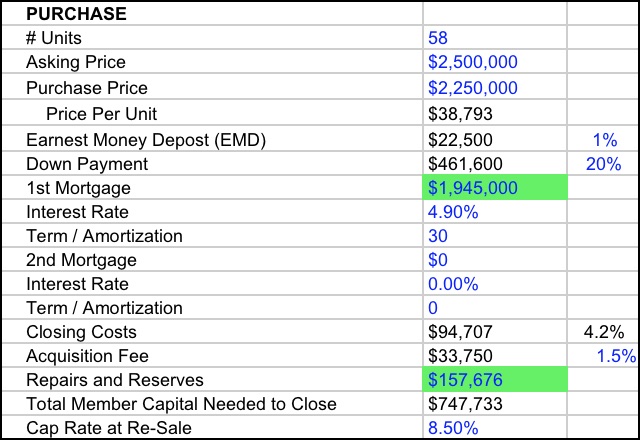 PURCHASE
# Units 58
Asking Price $2,500,000
Purchase Price $2,250,000
Price Per Unit $38,793
Earnest Money Depost (EMD) $22,500 1%
Down Payment $461,600 20%
1st Mortgage $1,945,000
Interest Rate 4.90%
Term / Amortization 30
2nd Mortgage $0
Interest Rate 0.00%
Term / Amortization 0
Closing Costs $94,707 4.2%
Acquisition Fee $33,750 1.5%
Repairs and Reserves $157,676
Total Member Capital Needed to Close $747,733
Cap Rate at Re-Sale 8.50%